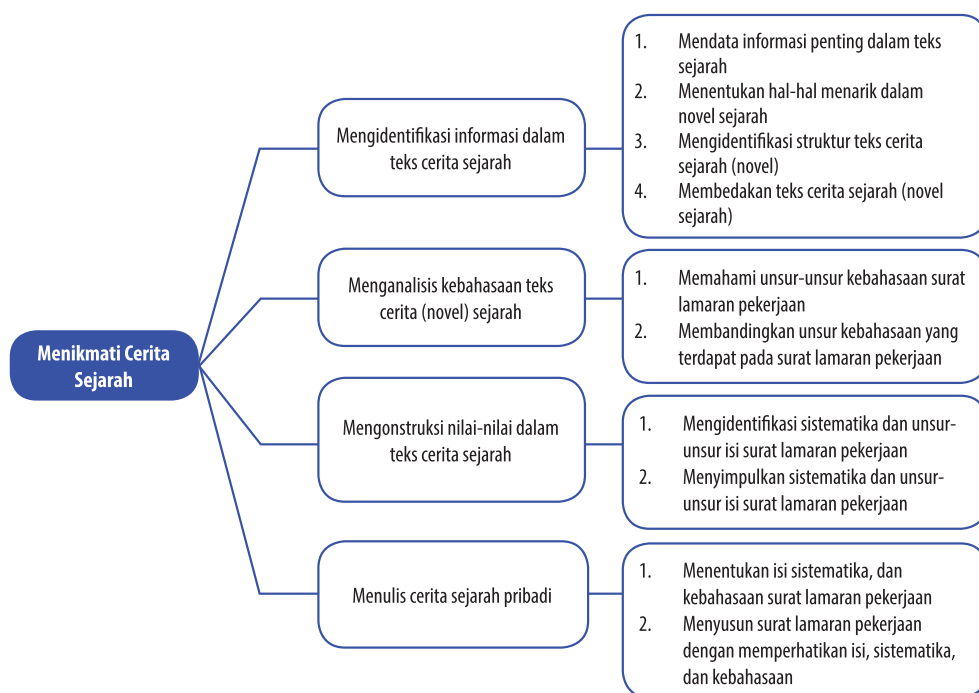 Menikmati Cerita
Sejarah
Mengidentifikasi informasi dalam
teks cerita sejarah
1. Mendata informasi penting dalam teks
sejarah
2. Menentukan hal-hal menarik dalam
novel sejarah
3. Mengidentifikasi struktur teks cerita
sejarah (novel)
4. Membedakan teks cerita sejarah (novel
sejarah)
Menganalisis kebahasaan teks
cerita (novel) sejarah
1. Memahami unsur-unsur kebahasaan surat
lamaran pekerjaan
2. Membandingkan unsur kebahasaan yang
terdapat pada surat lamaran pekerjaan
Mengonstruksi nilai-nilai dalam
teks cerita sejarah
1. Mengidentifikasi sistematika dan unsur-
unsur isi surat lamaran pekerjaan
2. Menyimpulkan sistematika dan unsur-
unsur isi surat lamaran pekerjaan
Menulis cerita sejarah pribadi
1. Menentukan isi sistematika, dan
kebahasaan surat lamaran pekerjaan
2. Menyusun surat lamaran pekerjaan
dengan memperhatikan isi, sistematika,
dan kebahasaan